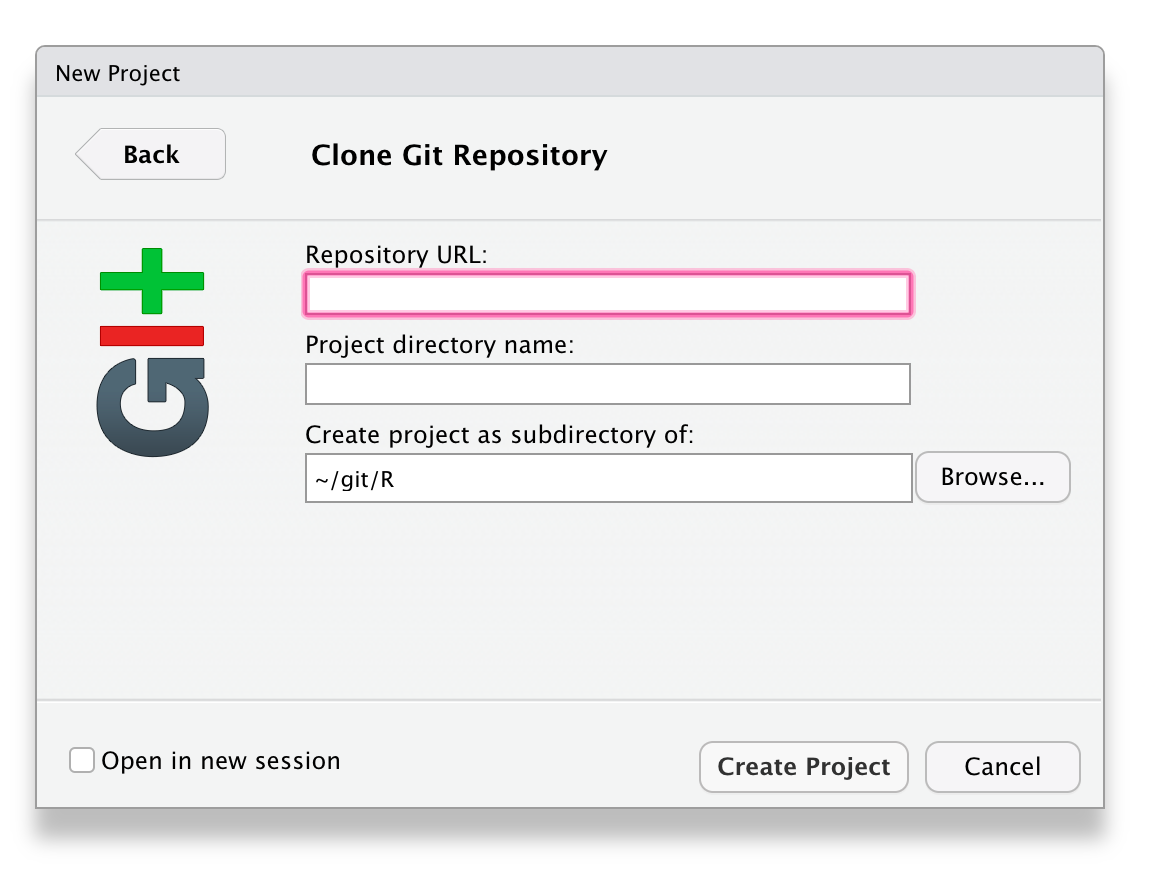 New Project
Back
Clone Git Repository
GIT
Repository URL:
Project directory name:
Create project as subdirectory of:
~/git/R
Browse...
Open in new session
Create Project
Cancel